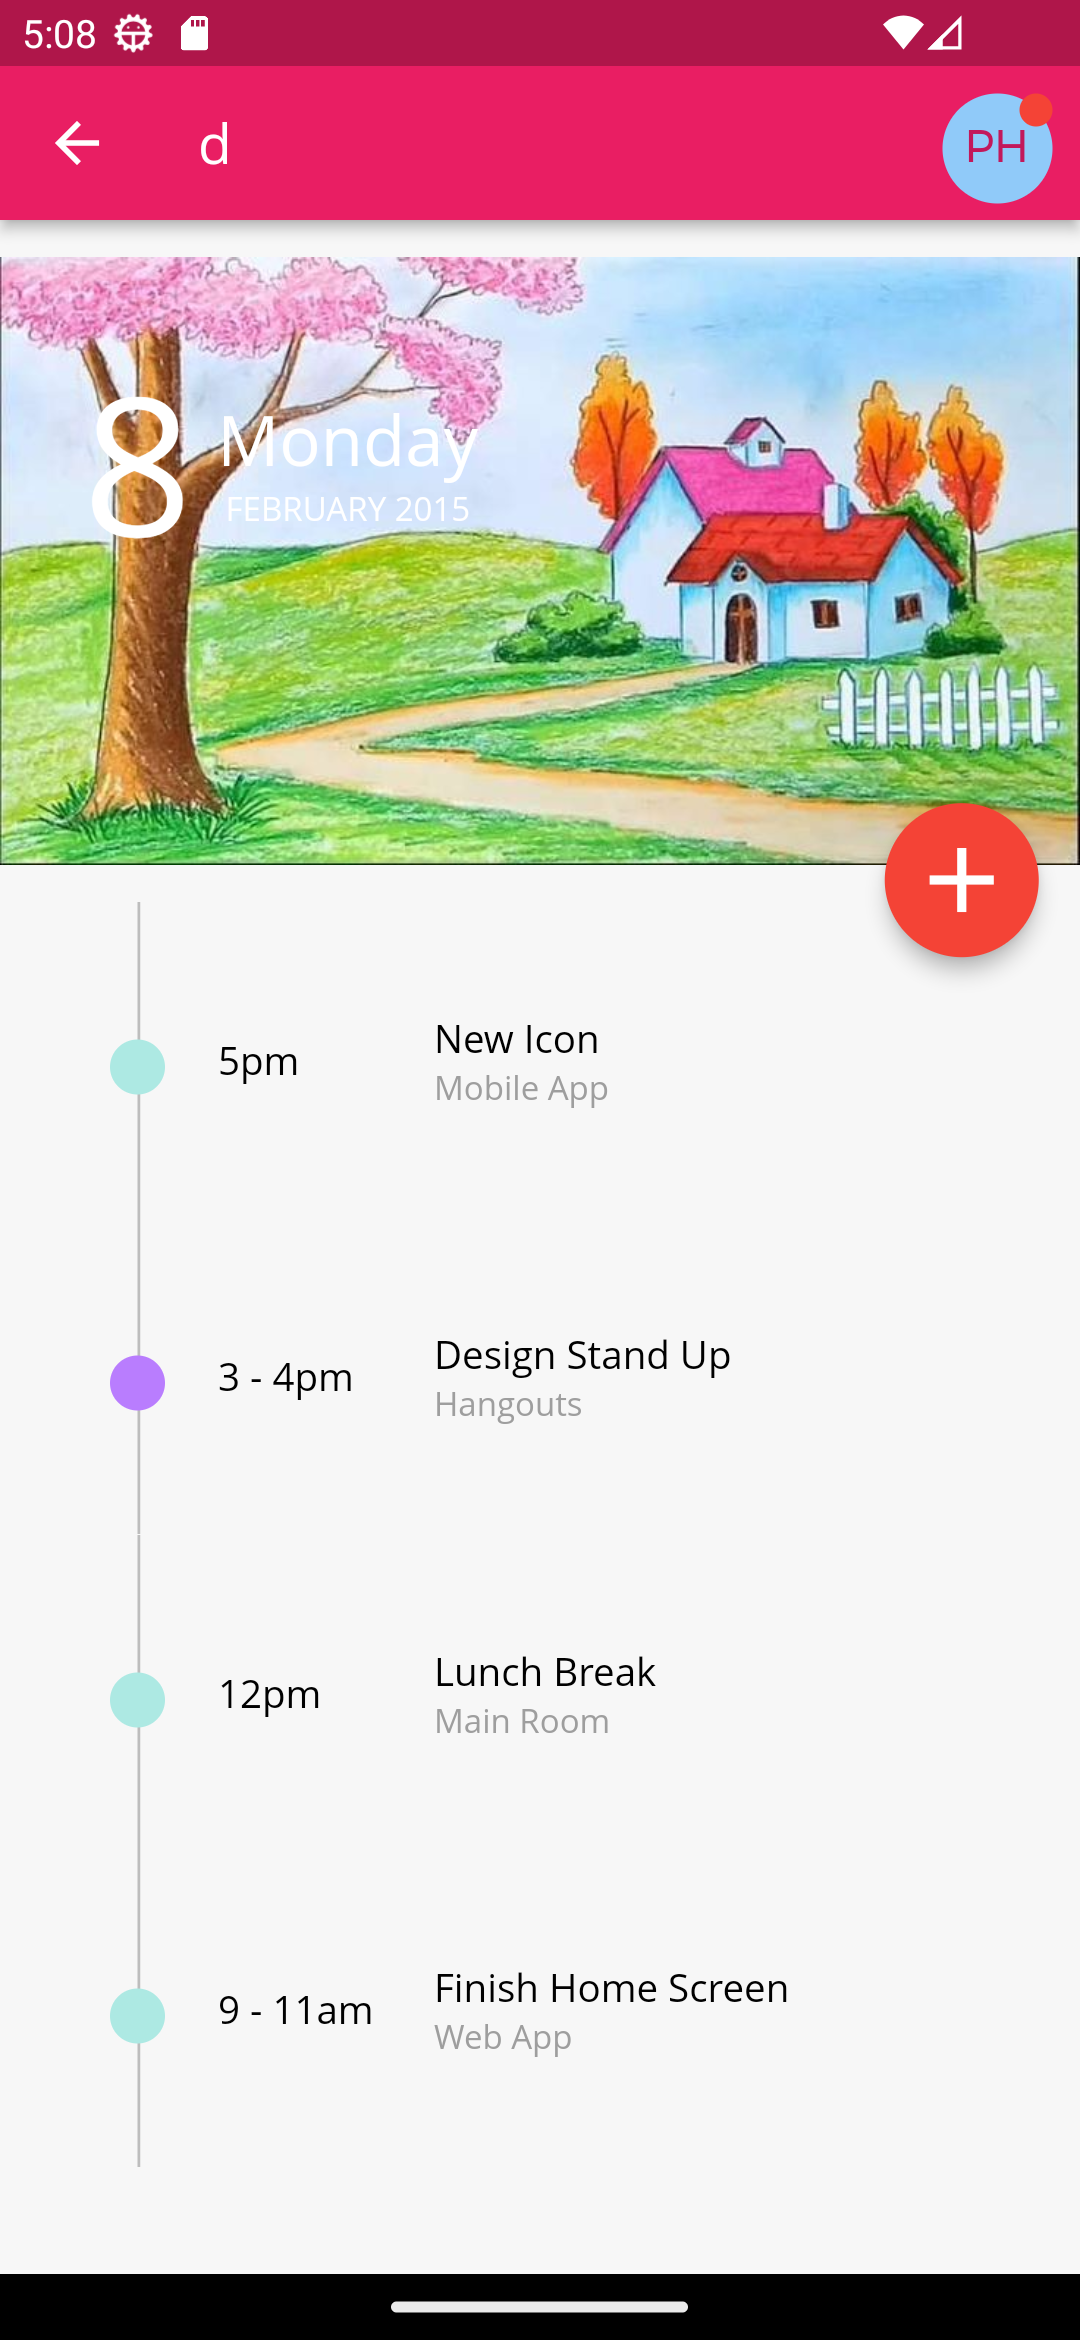 5:08
d
PH
8
Monday
FEBRUARY 2015
5pm
New Icon
Mobile App
3 - 4pm
Design Stand Up
Hangouts
12pm
Lunch Break
Main Room
9 - 11am
Finish Home Screen
Web App